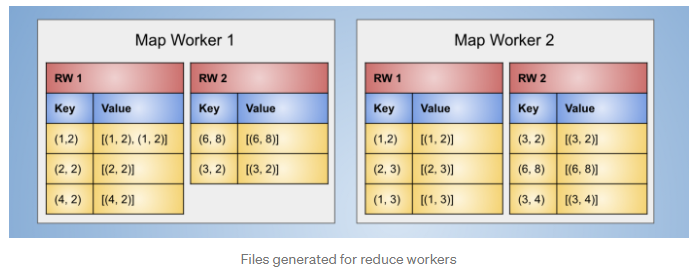 Map Worker 1
RW 1
Key Value
(1,2) [(1, 2), (1, 2)]
(2, 2) [(2, 2)]
(4, 2) [(4, 2)]
RW 2
Key Value
(6, 8) [(6, 8)]
(3, 2) [(3, 2)]
Map Worker 2
RW 1
Key Value
(1,2) [(1, 2)]
(2, 3) [(2, 3)]
(1, 3) [(1, 3)]
RW 2
Key Value
(3, 2) [(3, 2)]
(6, 8) [(6, 8)]
(3, 4) [(3, 4)]
Files generated for reduce workers